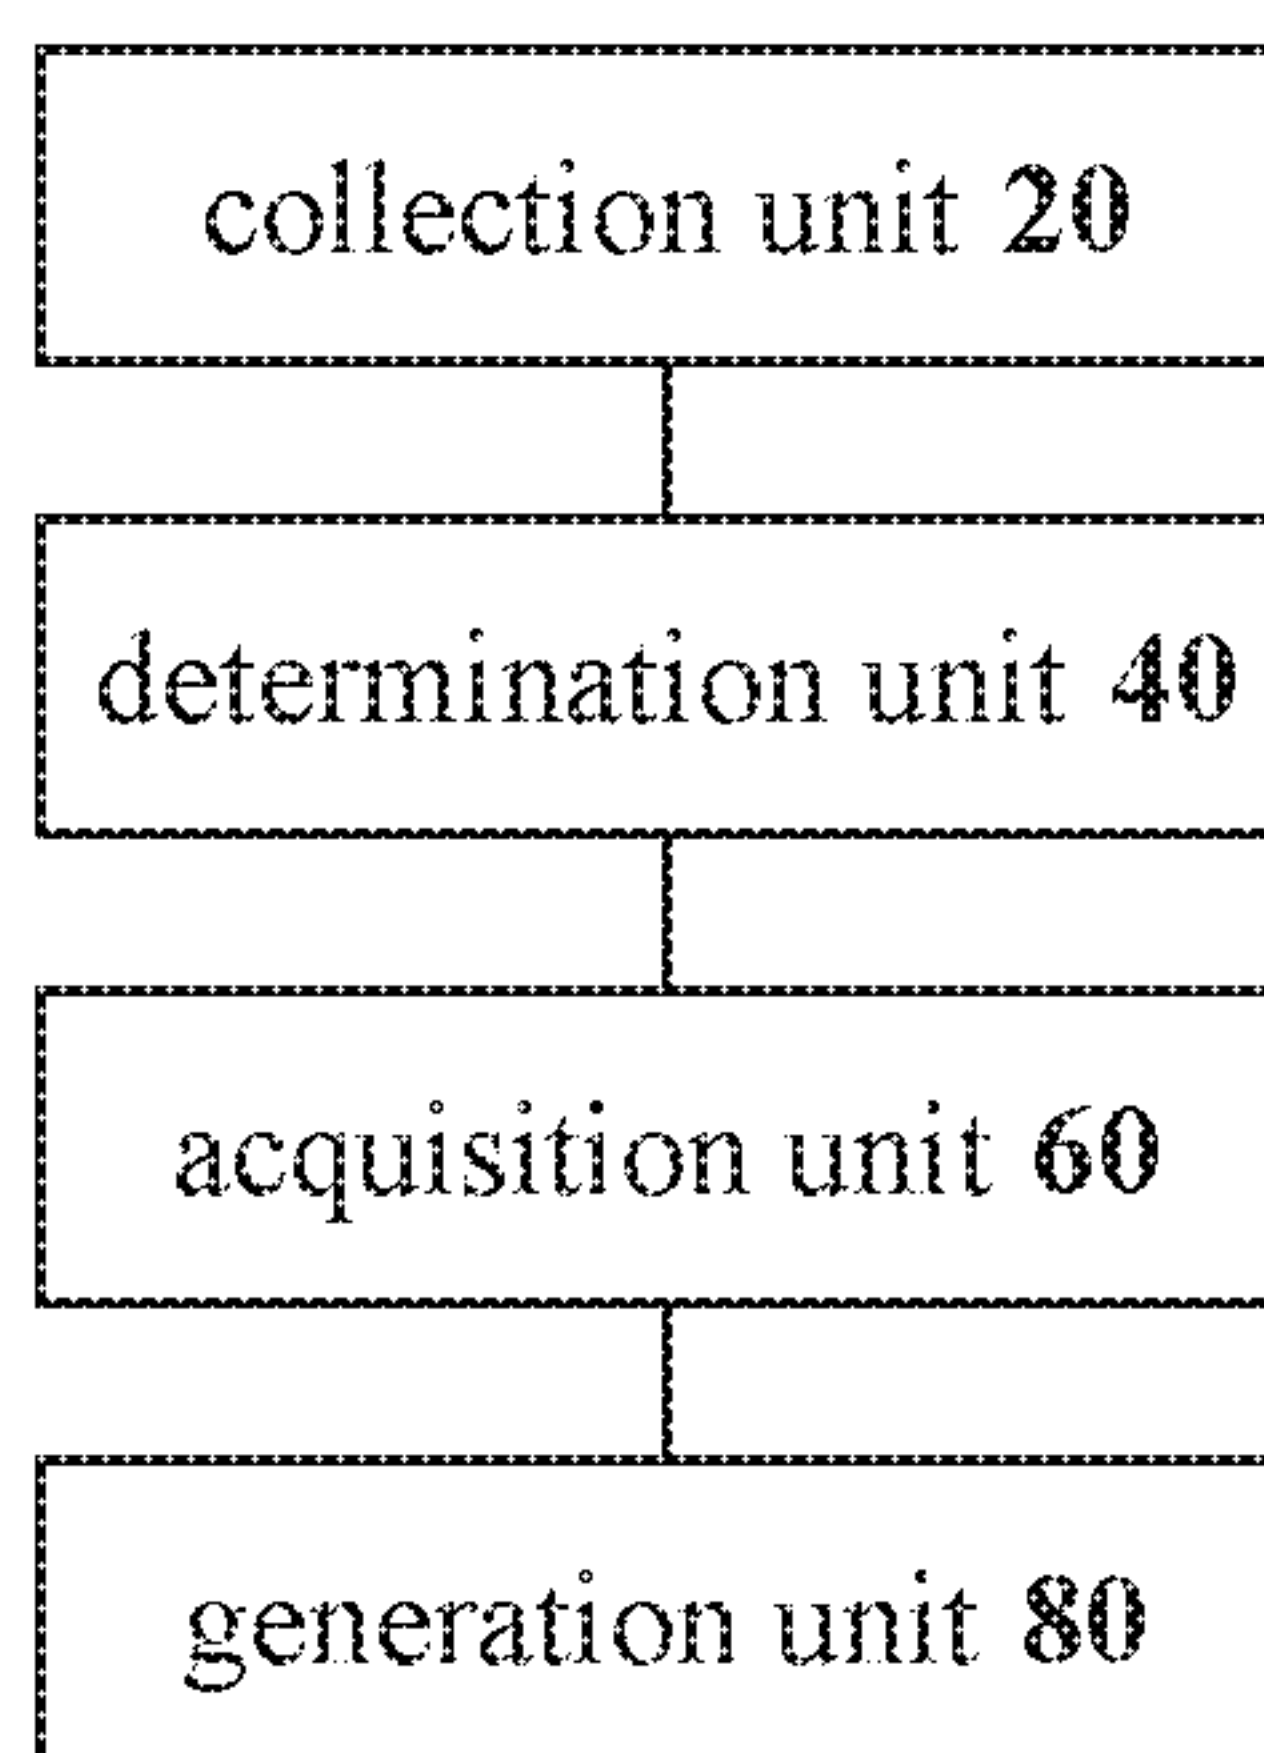 collection unit 20
determination unit 40
acquisition unit 60
generation unit 80